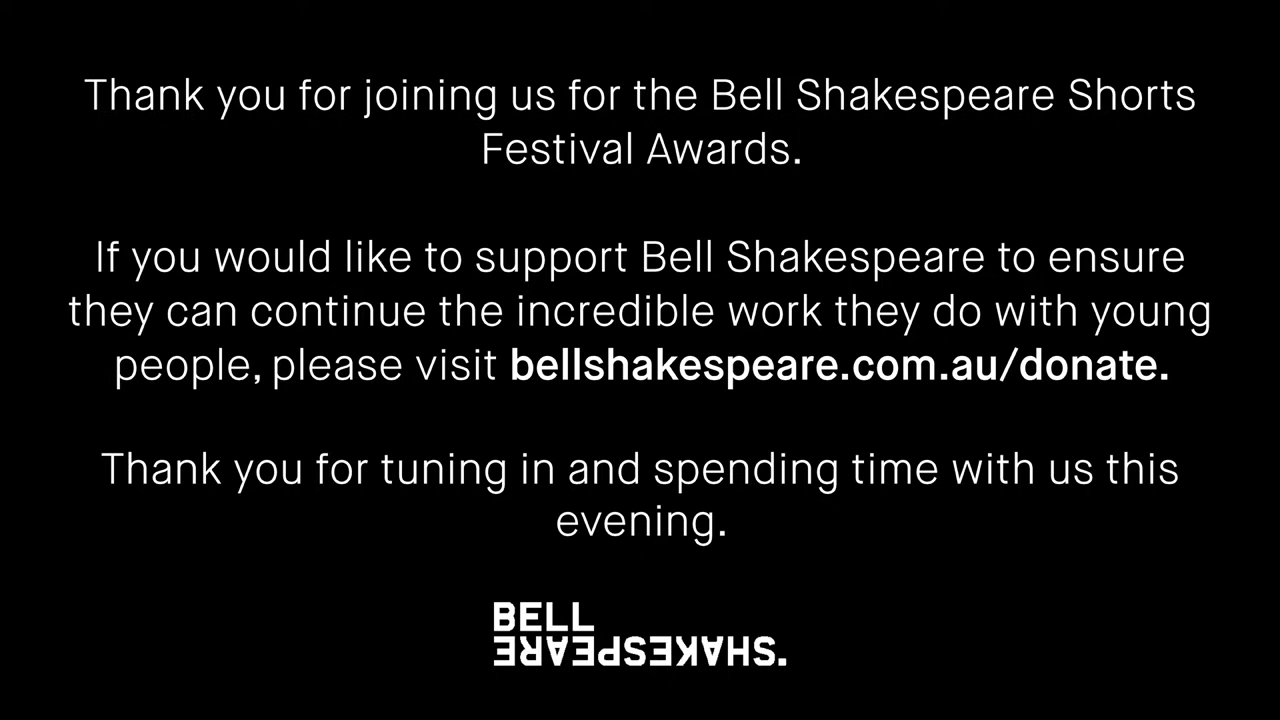 Thank you for joining us for the Bell Shakespeare Shorts
Festival Awards.
If you would like to support Bell Shakespeare to ensure
they can continue the incredible work they do with young
people, please visit bellshakespeare.com.au/donate.
Thank you for tuning in and spending time with us this
evening.
BELL
SHAKESPEARE.